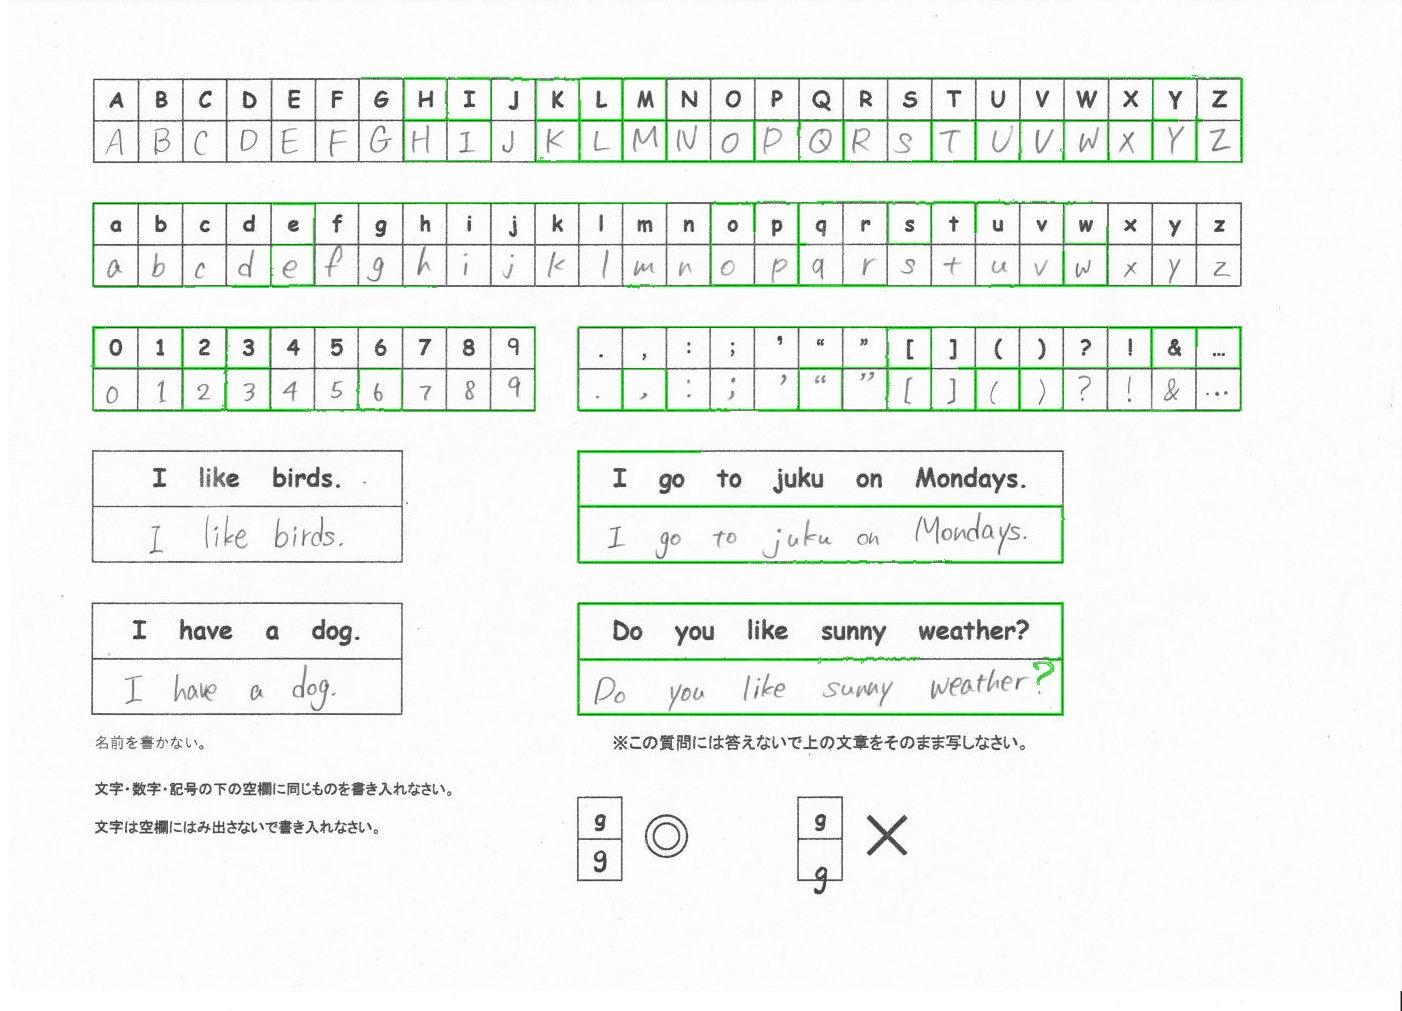 A B C D E F G H I J K L M N O P Q R S T U V W X Y Z
A B C D E F G H I J K L M N O P Q R S T U V W X Y Z
a b c d e f g h i j k l m n o p q r s t u v w x y z
a b c d e f g h i j k l m n o p q r s t u v w x y z
0 1 2 3 4 5 6 7 8 9
0 1 2 3 4 5 6 7 8 9
. , : ; ’ “ ” [ ] ( ) ? ! & …
. , : ; ’ “ ” [ ] ( ) ? ! & …
I like birds.
I like birds.
I go to juku on Mondays.
I go to juku on Mondays.
I have a dog.
I have a dog.
Do you like sunny weather?
Do you like sunny weather?
名前を書かない。
※この質問には答えないで上の文章をそのまま写しなさい。
文字・数字・記号の下の空欄に同じものを書き入れなさい。
文字は空欄にはみ出さないで書き入れなさい。
g
g ◎
g
g ×